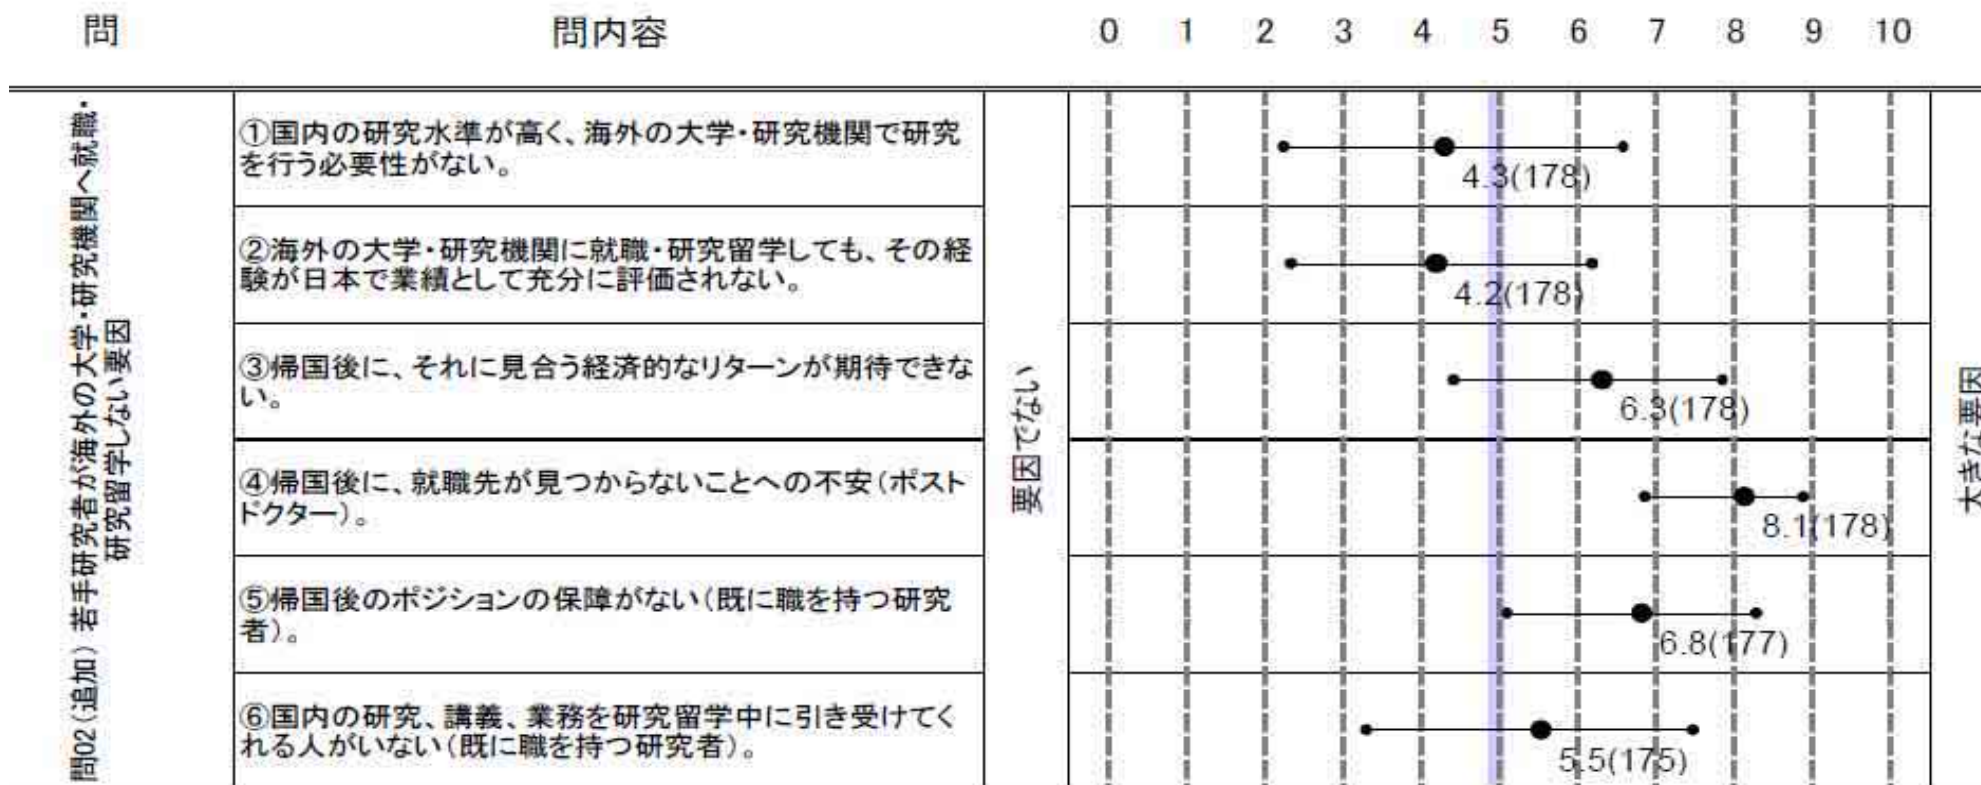 問 問内容 0 1 2 3 4 5 6 7 8 9 10
問02(追加) 若手研究者が海外の大学・研究機関へ就職・
研究留学しない要因
①国内の研究水準が高く、海外の大学・研究機関で研究
を行う必要性がない。
4.3(178)
②海外の大学・研究機関に就職・研究留学しても、その経
験が日本で業績として充分に評価されない。
4.2(178)
③帰国後に、それに見合う経済的なリターンが期待できな
い。
6.3(178)
④帰国後に、就職先が見つからないことへの不安(ポスト
ドクター)。
8.1(178)
⑤帰国後のポジションの保障がない(既に職を持つ研究
者)。
6.8(177)
⑥国内の研究、講義、業務を研究留学中に引き受けてく
れる人がいない(既に職を持つ研究者)。
5.5(175)
要因でない
大きな要因